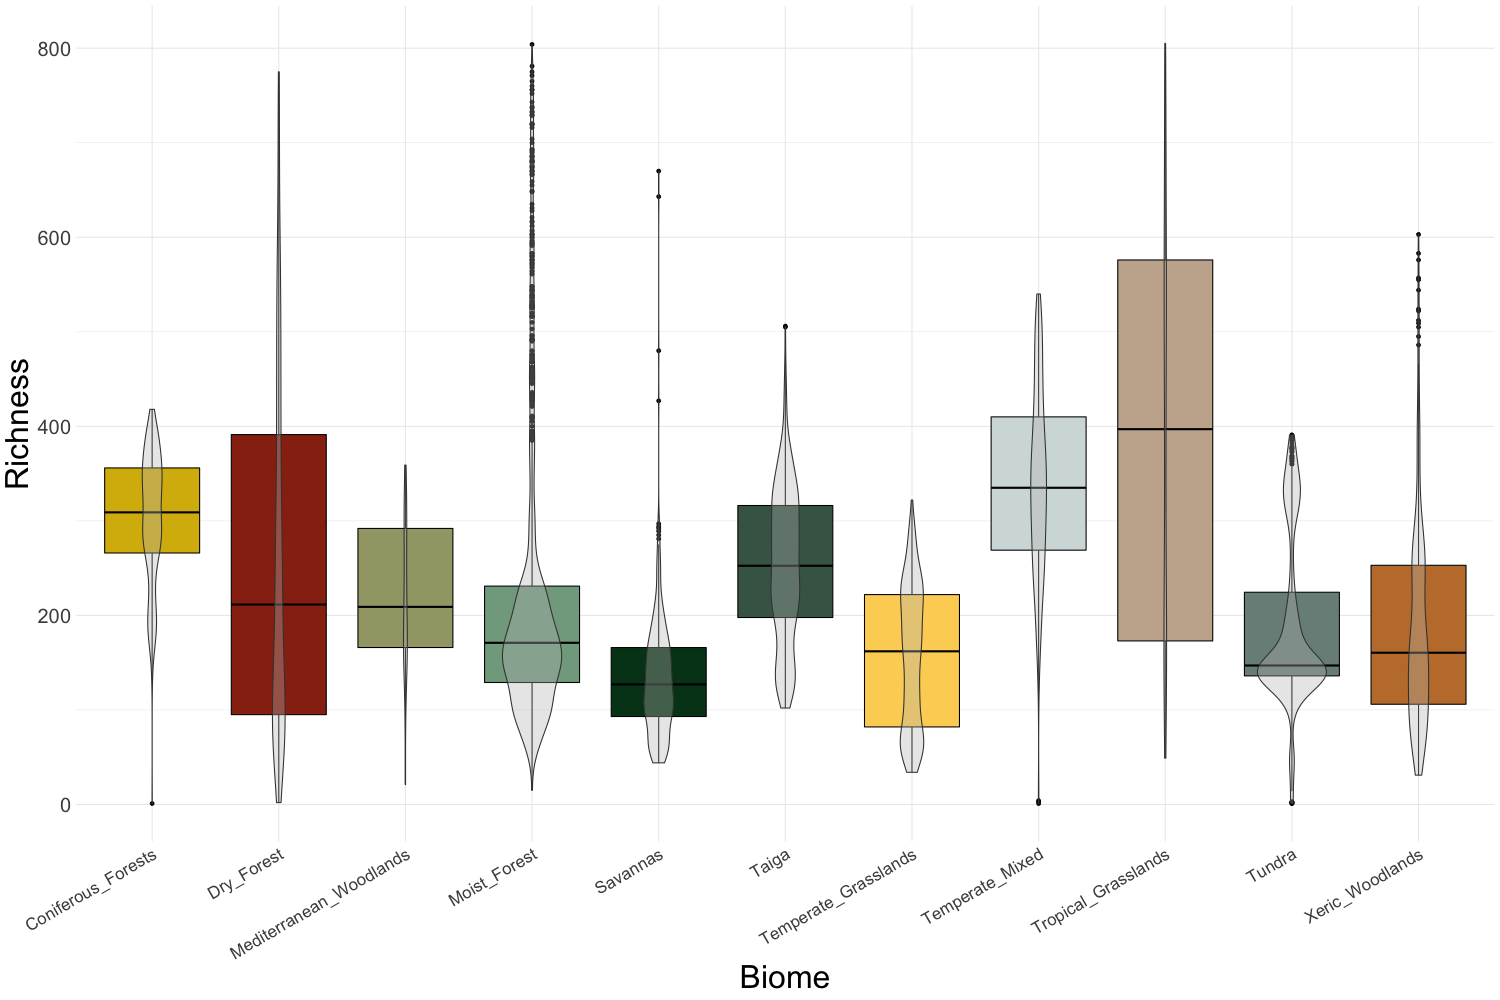 Richness
800
600
400
200
0
Coniferous_Forests
Dry_Forest
Mediterranean_Woodlands
Moist_Forest
Savannas
Taiga
Temperate_Grasslands
Temperate_Mixed
Tropical_Grasslands
Tundra
Xeric_Woodlands
Biome